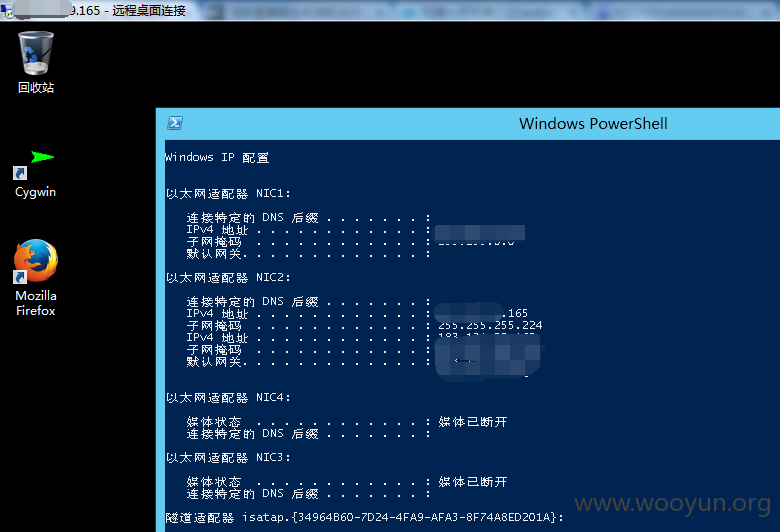 9.165 - 远程桌面连接
回收站
Windows PowerShell
Windows IP 配置
以太网适配器 NIC1:
Cygwin
连接特定的 DNS 后缀 . . . . . . . :
IPv4 地址 . . . . . . . . . . . . :
子网掩码 . . . . . . . . . . . . :
默认网关. . . . . . . . . . . . . :
以太网适配器 NIC2:
Mozilla
Firefox
连接特定的 DNS 后缀 . . . . . . . :
IPv4 地址 . . . . . . . . . . . . : .165
子网掩码 . . . . . . . . . . . . : 255.255.255.224
IPv4 地址 . . . . . . . . . . . . :
子网掩码 . . . . . . . . . . . . :
默认网关. . . . . . . . . . . . . :
以太网适配器 NIC4:
媒体状态 . . . . . . . . . . . . : 媒体已断开
连接特定的 DNS 后缀 . . . . . . . :
以太网适配器 NIC3:
媒体状态 . . . . . . . . . . . . : 媒体已断开
连接特定的 DNS 后缀 . . . . . . . :
隧道适配器 isatap.{34964B60-7D24-4FA9-AFA3-8F74A8ED201A}:
www.wooyun.org